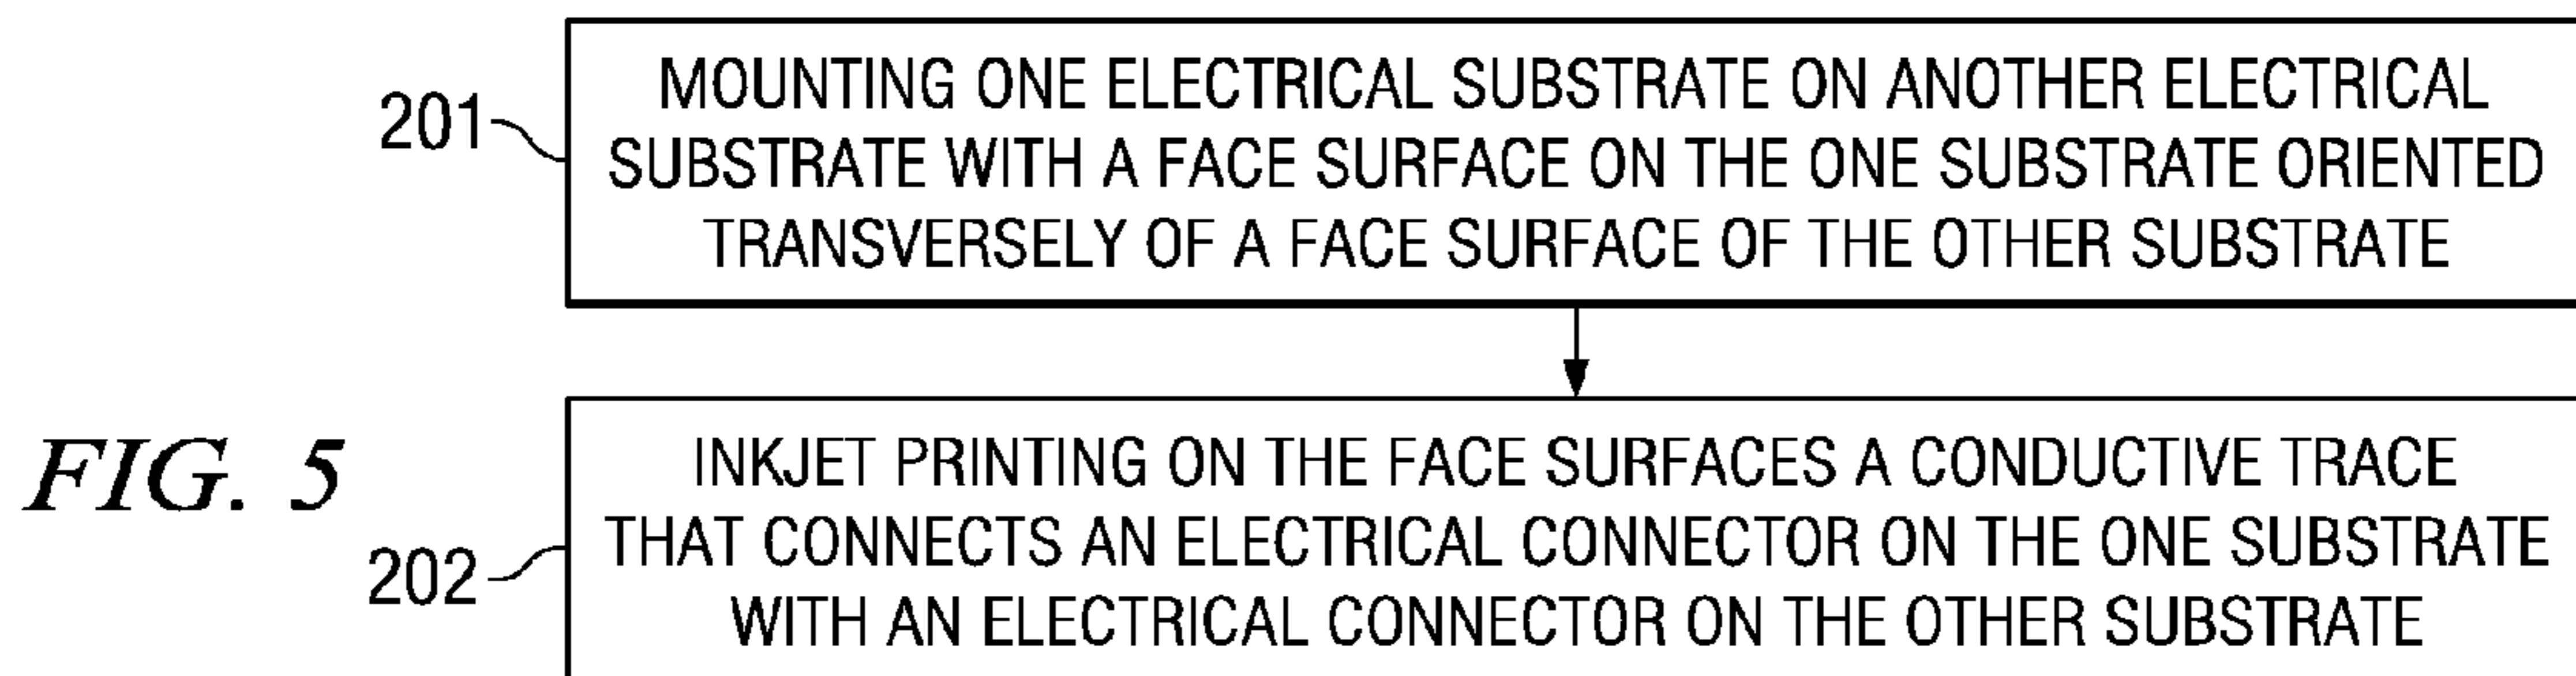 201
MOUNTING ONE ELECTRICAL SUBSTRATE ON ANOTHER ELECTRICAL
SUBSTRATE WITH A FACE SURFACE ON THE ONE SUBSTRATE ORIENTED
TRANSVERSELY OF A FACE SURFACE OF THE OTHER SUBSTRATE
FIG. 5
202
INKJET PRINTING ON THE FACE SURFACES A CONDUCTIVE TRACE
THAT CONNECTS AN ELECTRICAL CONNECTOR ON THE ONE SUBSTRATE
WITH AN ELECTRICAL CONNECTOR ON THE OTHER SUBSTRATE